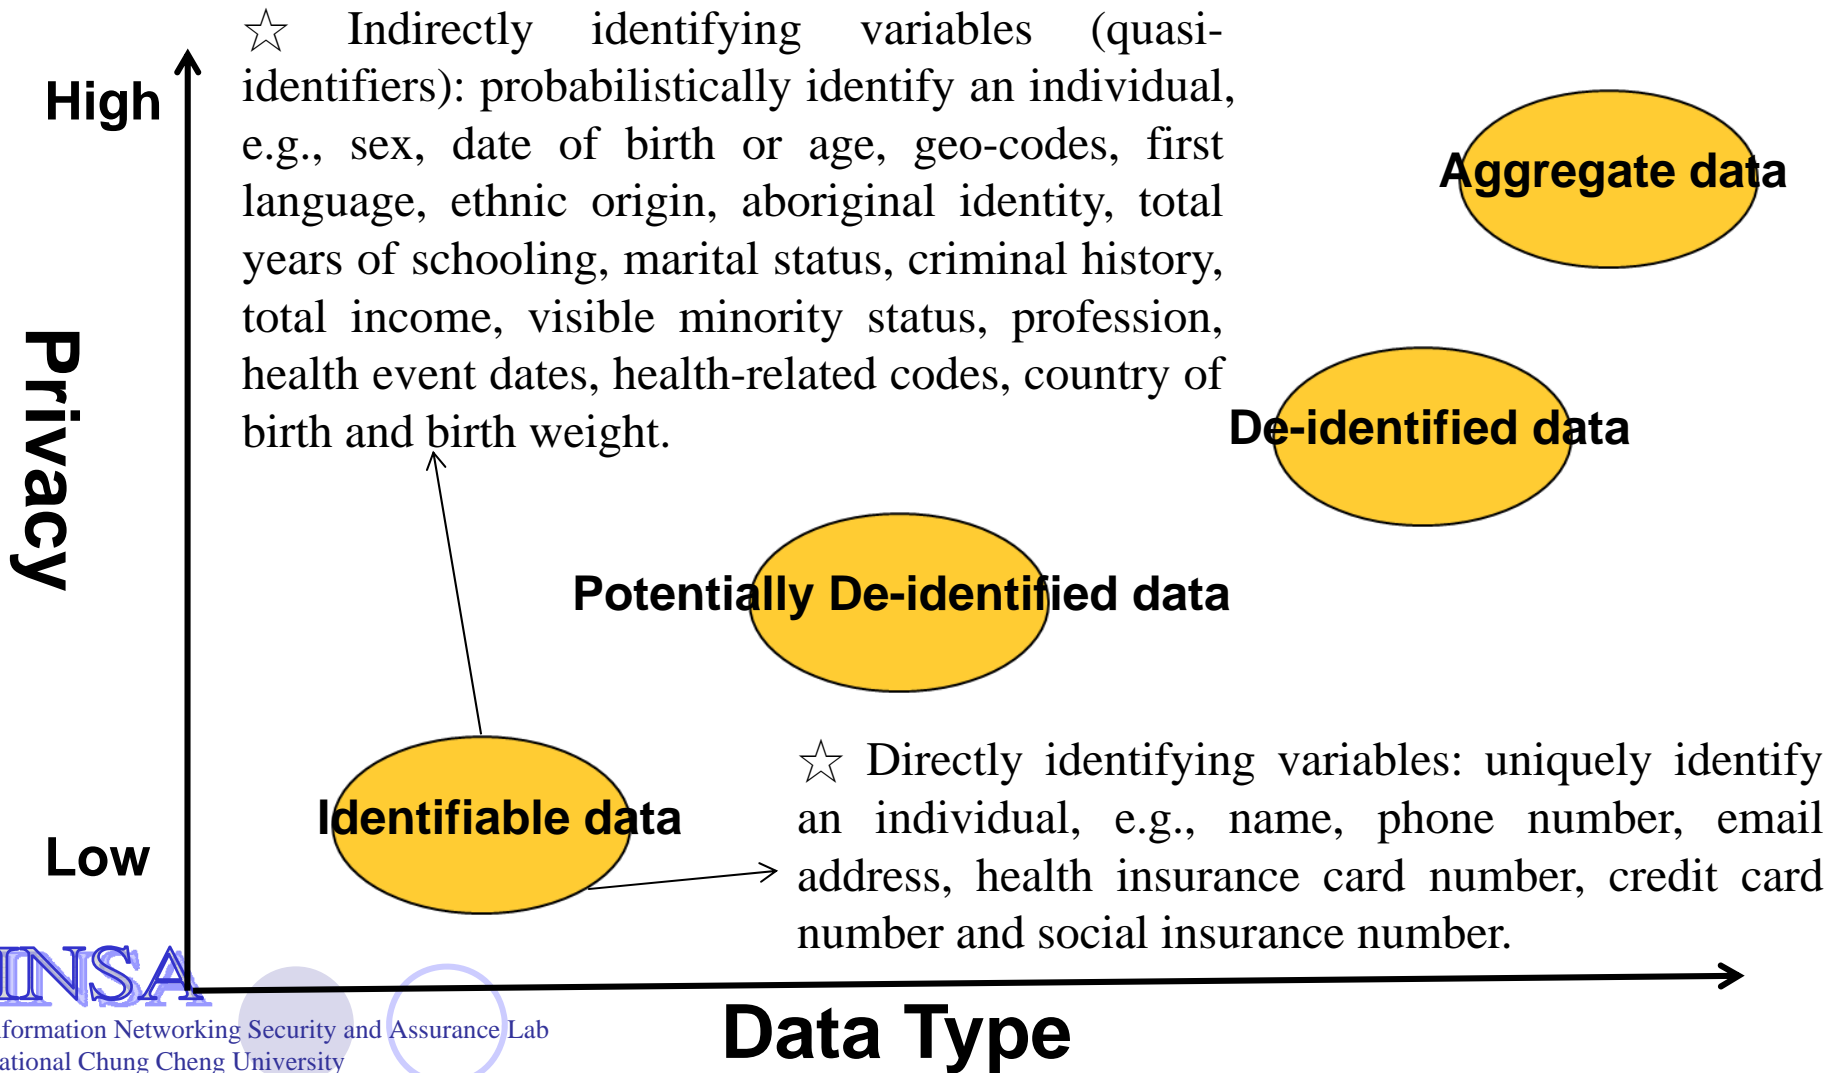 ☆ Indirectly identifying variables (quasi-
identifiers): probabilistically identify an individual,
e.g., sex, date of birth or age, geo-codes, first
language, ethnic origin, aboriginal identity, total
years of schooling, marital status, criminal history,
total income, visible minority status, profession,
health event dates, health-related codes, country of
birth and birth weight.
High
Aggregate data
Privacy
De-identified data
Potentially De-identified data
☆ Directly identifying variables: uniquely identify
an individual, e.g., name, phone number, email
address, health insurance card number, credit card
number and social insurance number.
Identifiable data
Low
INSA
nformation Networking Security and Assurance Lab
ational Chung Cheng University
Data Type